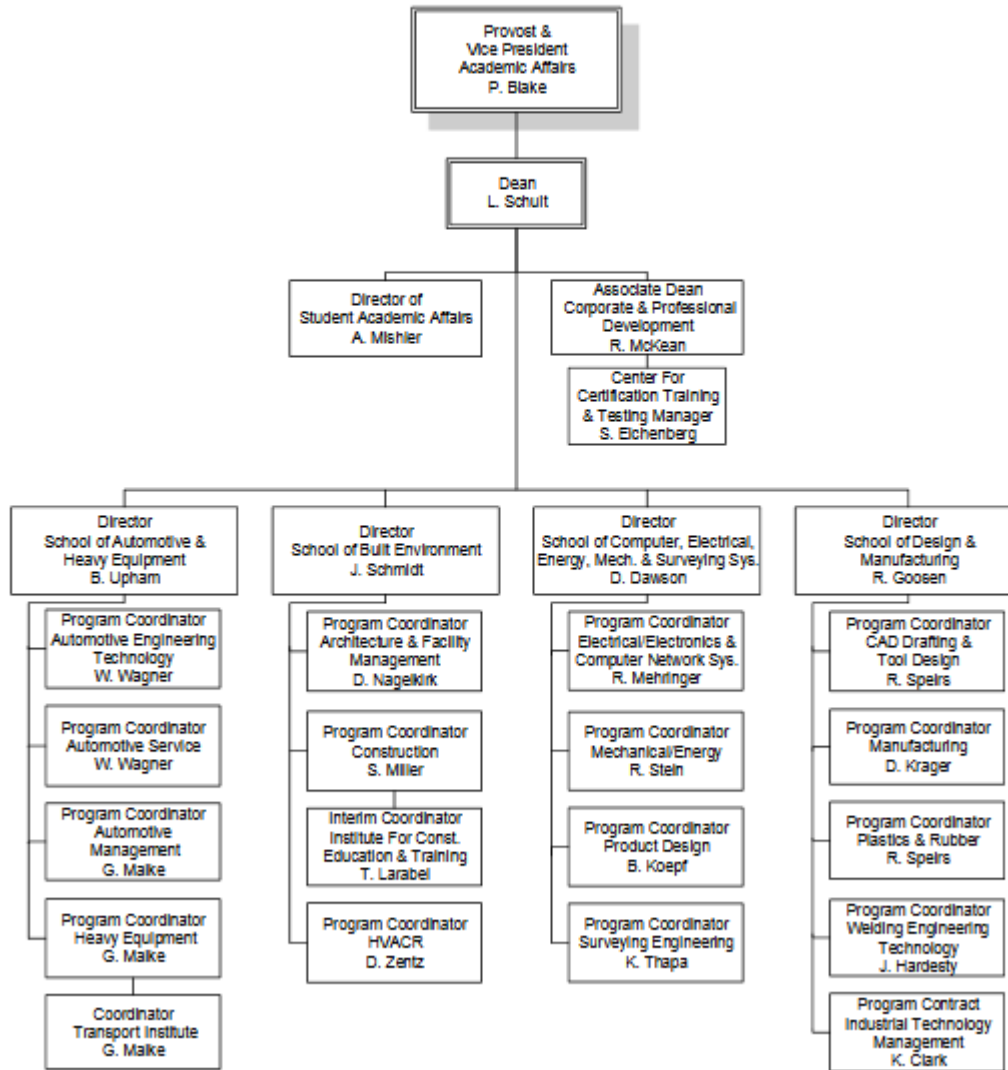 Provost &
Vice President
Academic Affairs
P. Blake
Dean
L. Schult
Director of
Student Academic Affairs
A. Mishler
Associate Dean
Corporate & Professional
Development
R. McKean
Center For
Certification Training
& Testing Manager
S. Eichenberg
Director
School of Automotive &
Heavy Equipment
B. Upham
Program Coordinator
Automotive Engineering
Technology
W. Wagner
Program Coordinator
Automotive Service
W. Wagner
Program Coordinator
Automotive
Management
G. Maike
Program Coordinator
Heavy Equipment
G. Maike
Coordinator
Transport Institute
G. Maike
Director
School of Built Environment
J. Schmidt
Program Coordinator
Architecture & Facility
Management
D. Nagelkirk
Program Coordinator
Construction
S. Miller
Interim Coordinator
Institute For Const.
Education & Training
T. Larabel
Program Coordinator
HVACR
D. Zentz
Director
School of Computer, Electrical,
Energy, Mech. & Surveying Sys.
D. Dawson
Program Coordinator
Electrical/Electronics &
Computer Network Sys.
R. Mehringer
Program Coordinator
Mechanical/Energy
R. Stein
Program Coordinator
Product Design
B. Koepf
Program Coordinator
Surveying Engineering
K. Thapa
Director
School of Design &
Manufacturing
R. Goosen
Program Coordinator
CAD Drafting &
Tool Design
R. Speirs
Program Coordinator
Manufacturing
D. Krager
Program Coordinator
Plastics & Rubber
R. Speirs
Program Coordinator
Welding Engineering
Technology
J. Hardesty
Program Contract
Industrial Technology
Management
K. Clark